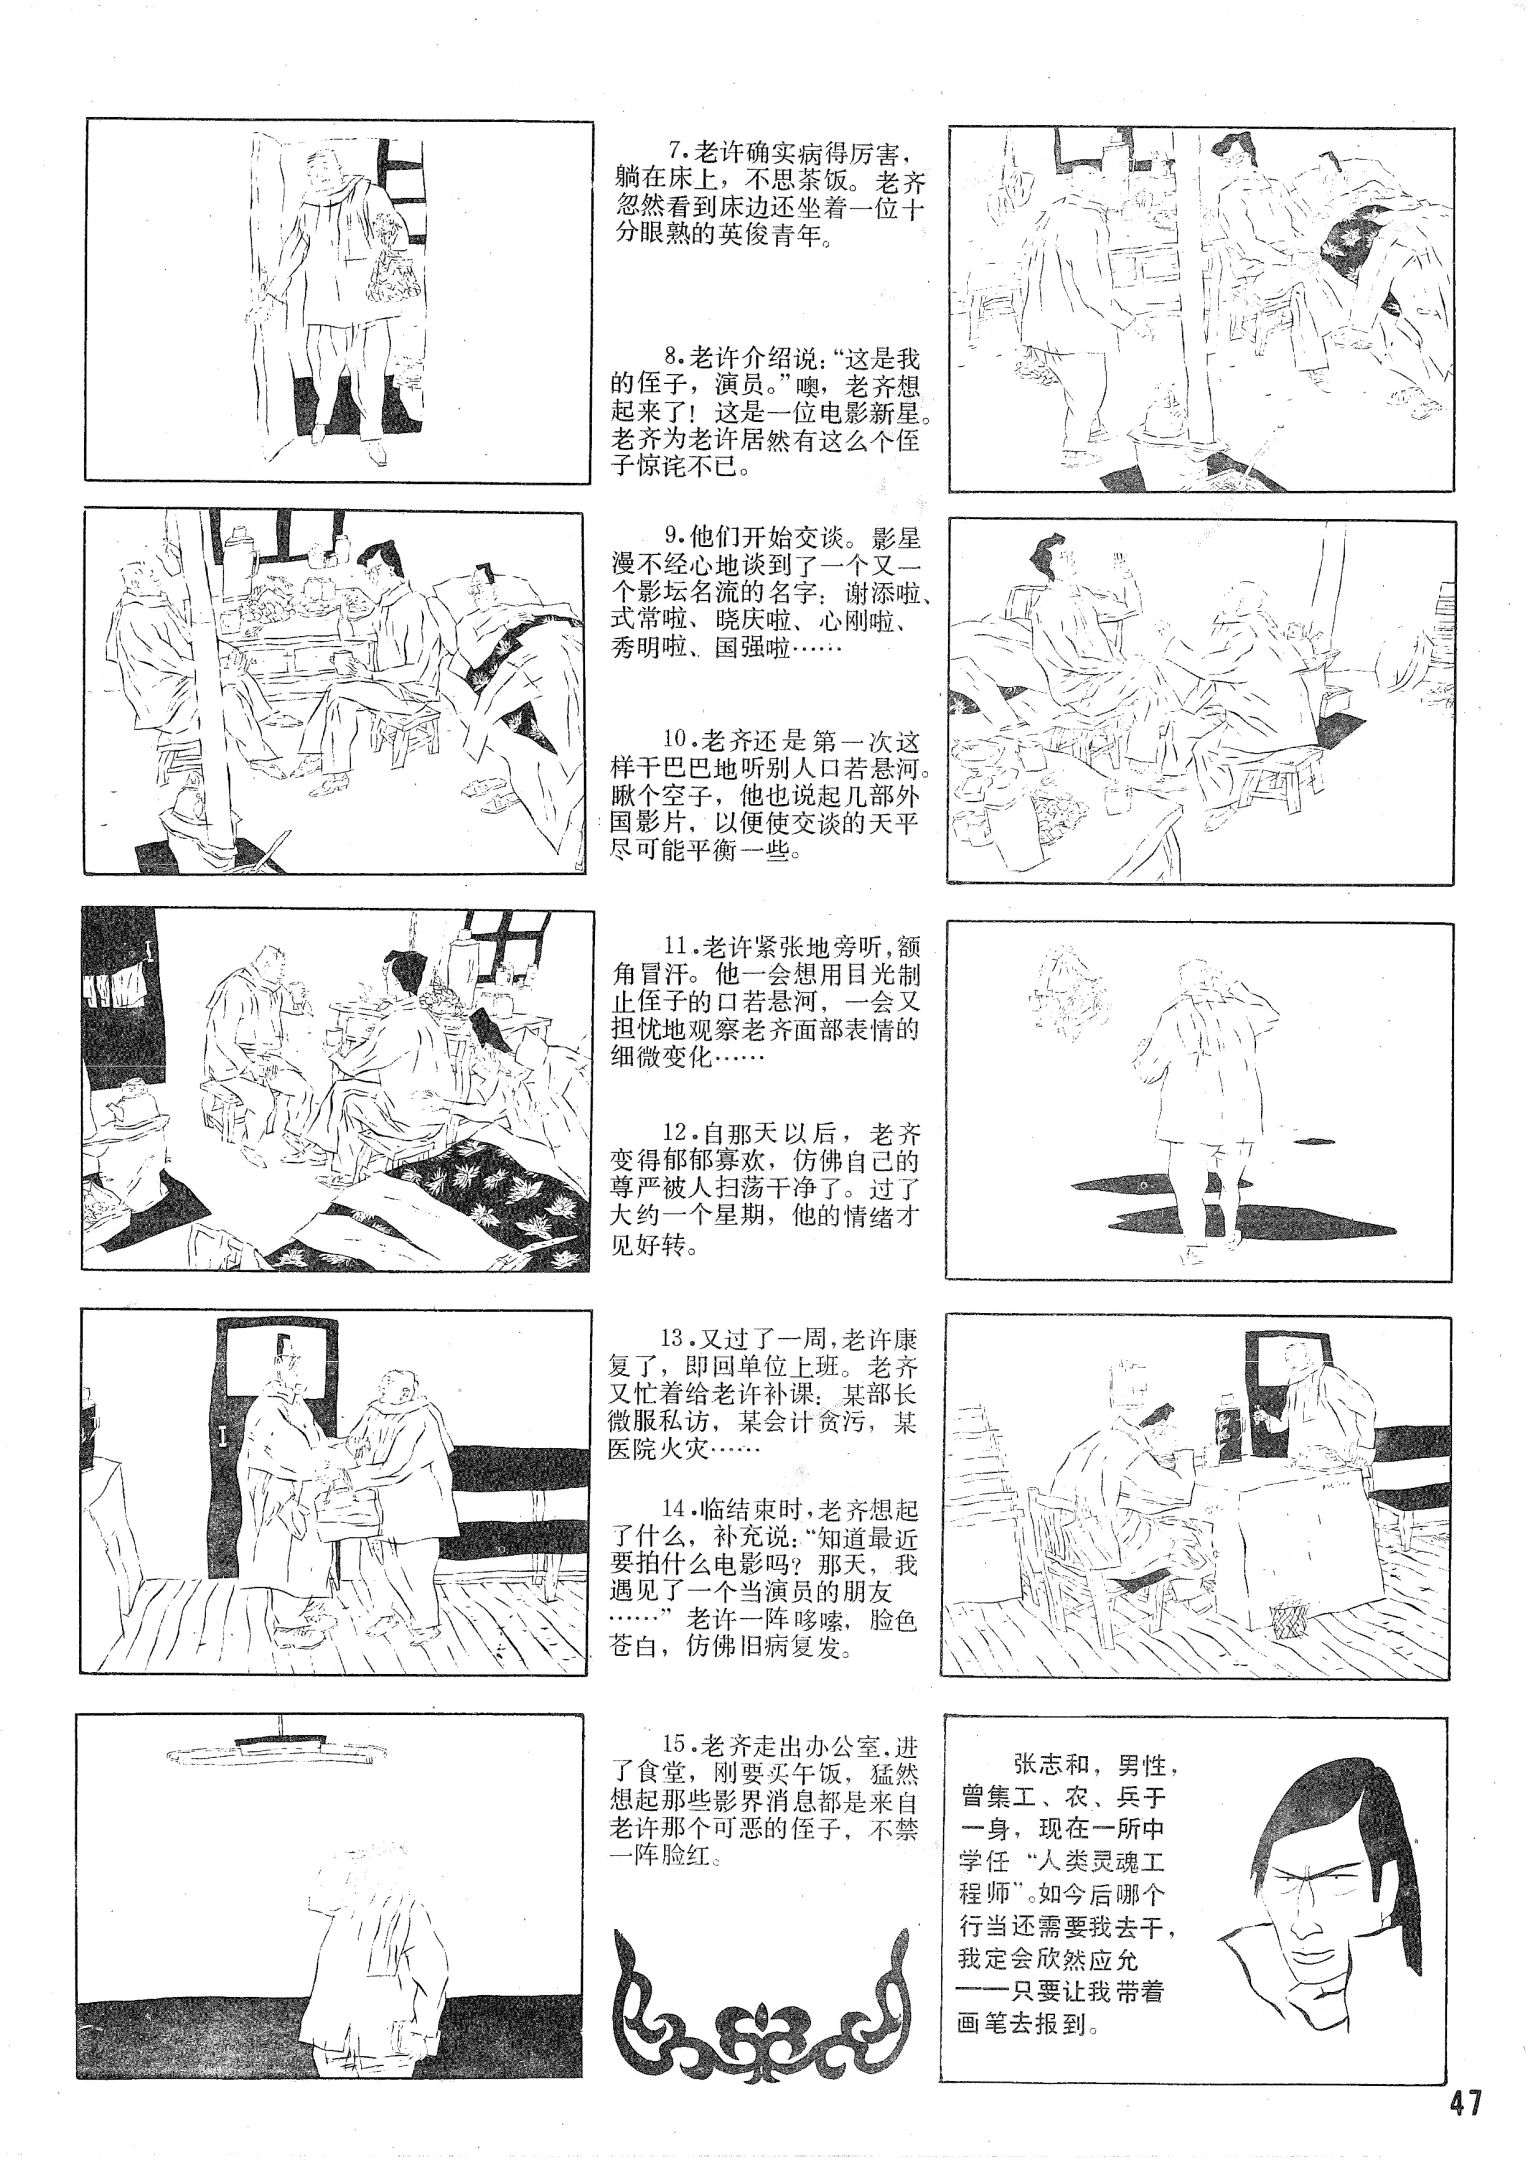 7.老许确实病得厉害，
躺在床上，不思茶饭。老齐
忽然看到床边还坐着一位十
分眼熟的英俊青年。
8.老许介绍说：“这是我
的侄子，演员。”噢，老齐想
起来了！这是一位电影新星。
老齐为老许居然有这么个侄
子惊诧不已。
9.他们开始交谈。影星
漫不经心地谈到了一个又一
个影坛名流的名字：谢添啦、
式常啦、晓庆啦、心刚啦、
秀明啦、国强啦……
10.老齐还是第一次这
样干巴巴地听别人口若悬河。
瞅个空子，他也说起几部外
国影片，以便使交谈的天平
尽可能平衡一些。
11.老许紧张地旁听，额
角冒汗。他一会想用目光制
止侄子的口若悬河，一会又
担忧地观察老齐面部表情的
细微变化……
12.自那天以后，老齐
变得郁郁寡欢，仿佛自己的
尊严被人扫荡干净了。过了
大约一个星期，他的情绪才
见好转。
13.又过了一周，老许康
复了，即回单位上班。老齐
又忙着给老许补课：某部长
微服私访，某会计贪污，某
医院火灾……
14.临结束时，老齐想起
了什么，补充说：“知道最近
要拍什么电影吗？那天，我
遇见了一个当演员的朋友
……”老许一阵哆嗦，脸色
苍白，仿佛旧病复发。
15.老齐走出办公室，进
了食堂，刚要买午饭，猛然
想起那些影界消息都是来自
老许那个可恶的侄子，不禁
一阵脸红。
张志和，男性，
曾集工、农、兵于
一身，现在一所中
学任“人类灵魂工
程师”。如今后哪个
行当还需要我去干，
我定会欣然应允
——只要让我带着
画笔去报到。
47